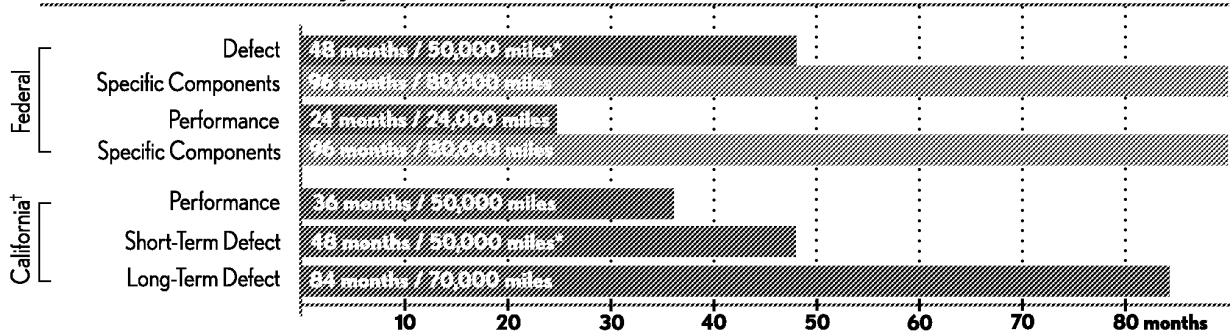 Federal
Defect 48 months / 50,000 miles*
Specific Components 96 months / 80,000 miles
Performance 24 months / 24,000 miles
Specific Components 96 months / 80,000 miles
California†
Performance 36 months / 50,000 miles
Short-Term Defect 48 months / 50,000 miles*
Long-Term Defect 84 months / 70,000 miles
10 20 30 40 50 60 70 80 months